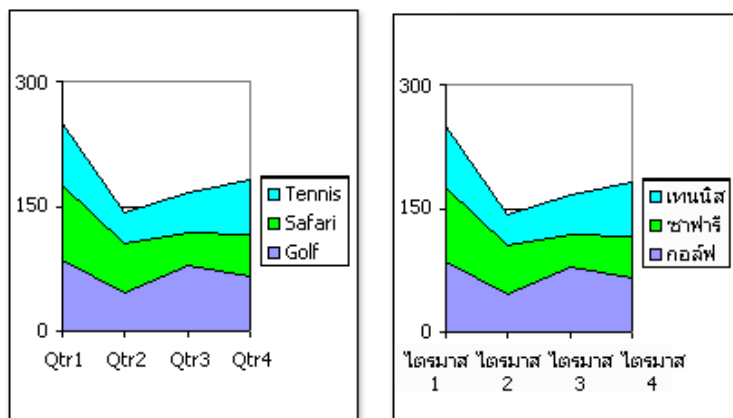 300
150
0
Qtr1 Qtr2 Qtr3 Qtr4
Tennis
Safari
Golf
300
150
0
ไตรมาส 1 ไตรมาส 2 ไตรมาส 3 ไตรมาส 4
เทนนิส
ซาฟารี
กอล์ฟ